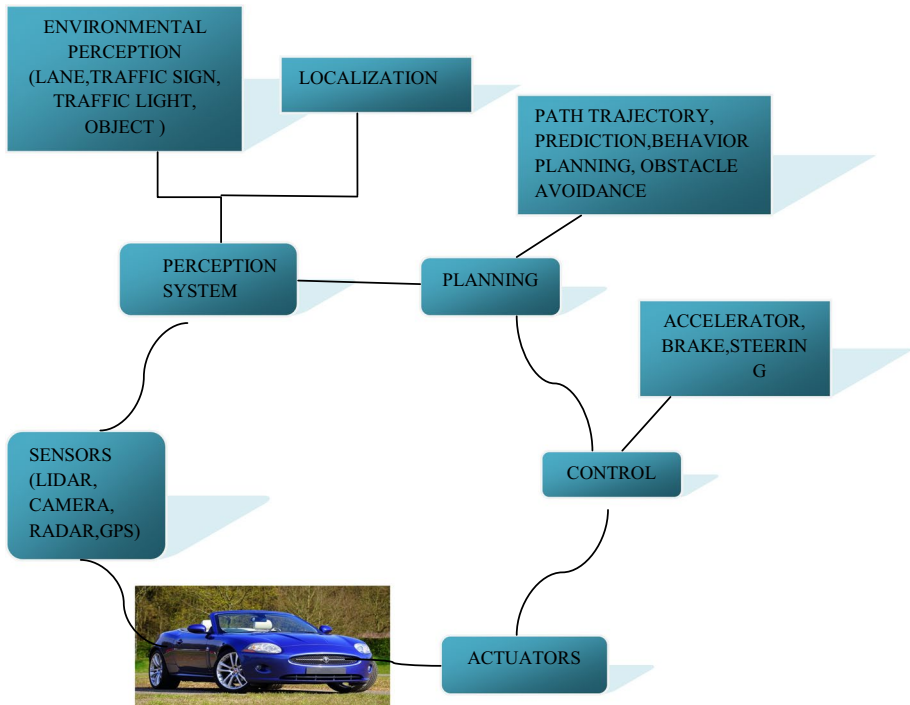 ENVIRONMENTAL
PERCEPTION
(LANE,TRAFFIC SIGN,
TRAFFIC LIGHT,
OBJECT )
LOCALIZATION
PATH TRAJECTORY,
PREDICTION,BEHAVIOR
PLANNING, OBSTACLE
AVOIDANCE
PERCEPTION
SYSTEM
PLANNING
ACCELERATOR,
BRAKE,STEERIN
G
SENSORS
(LIDAR,
CAMERA,
RADAR,GPS)
CONTROL
ACTUATORS